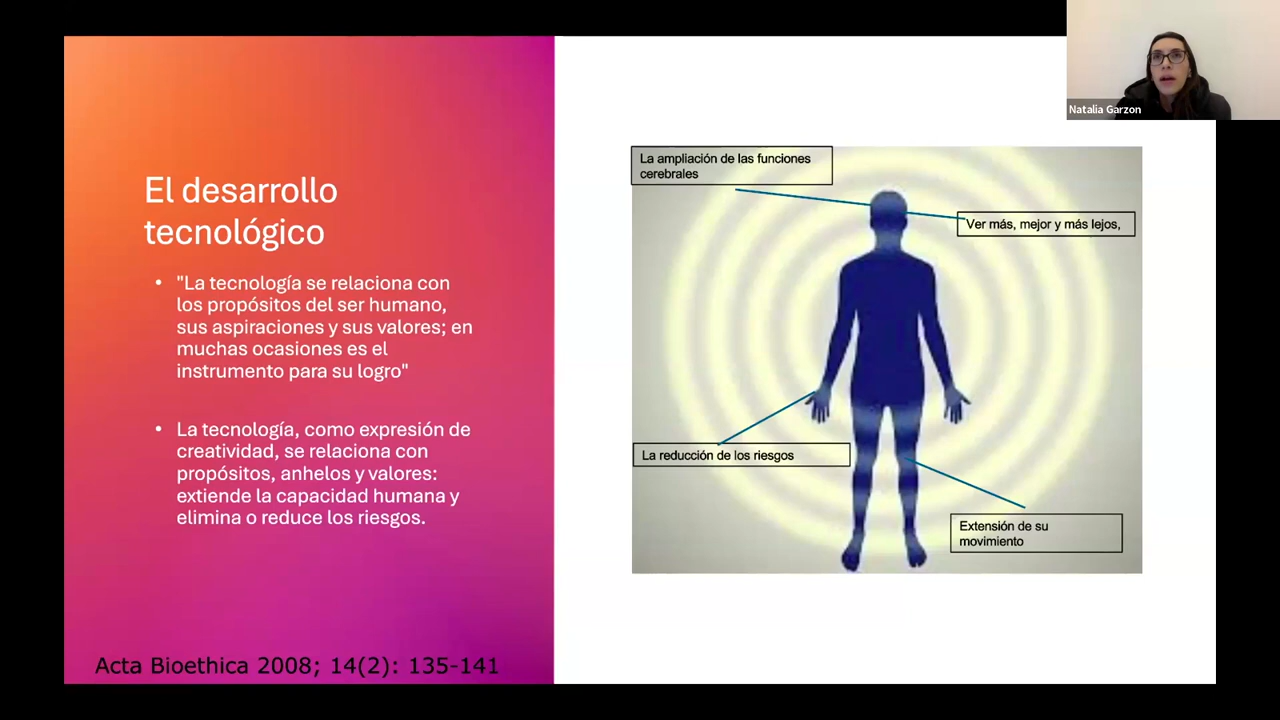 Natalia Garzon
El desarrollo
tecnológico
• "La tecnología se relaciona con
los propósitos del ser humano,
sus aspiraciones y sus valores; en
muchas ocasiones es el
instrumento para su logro"
• La tecnología, como expresión de
creatividad, se relaciona con
propósitos, anhelos y valores:
extiende la capacidad humana y
elimina o reduce los riesgos.
Acta Bioethica 2008; 14(2): 135-141
La ampliación de las funciones
cerebrales
Ver más, mejor y más lejos,
La reducción de los riesgos
Extensión de su
movimiento